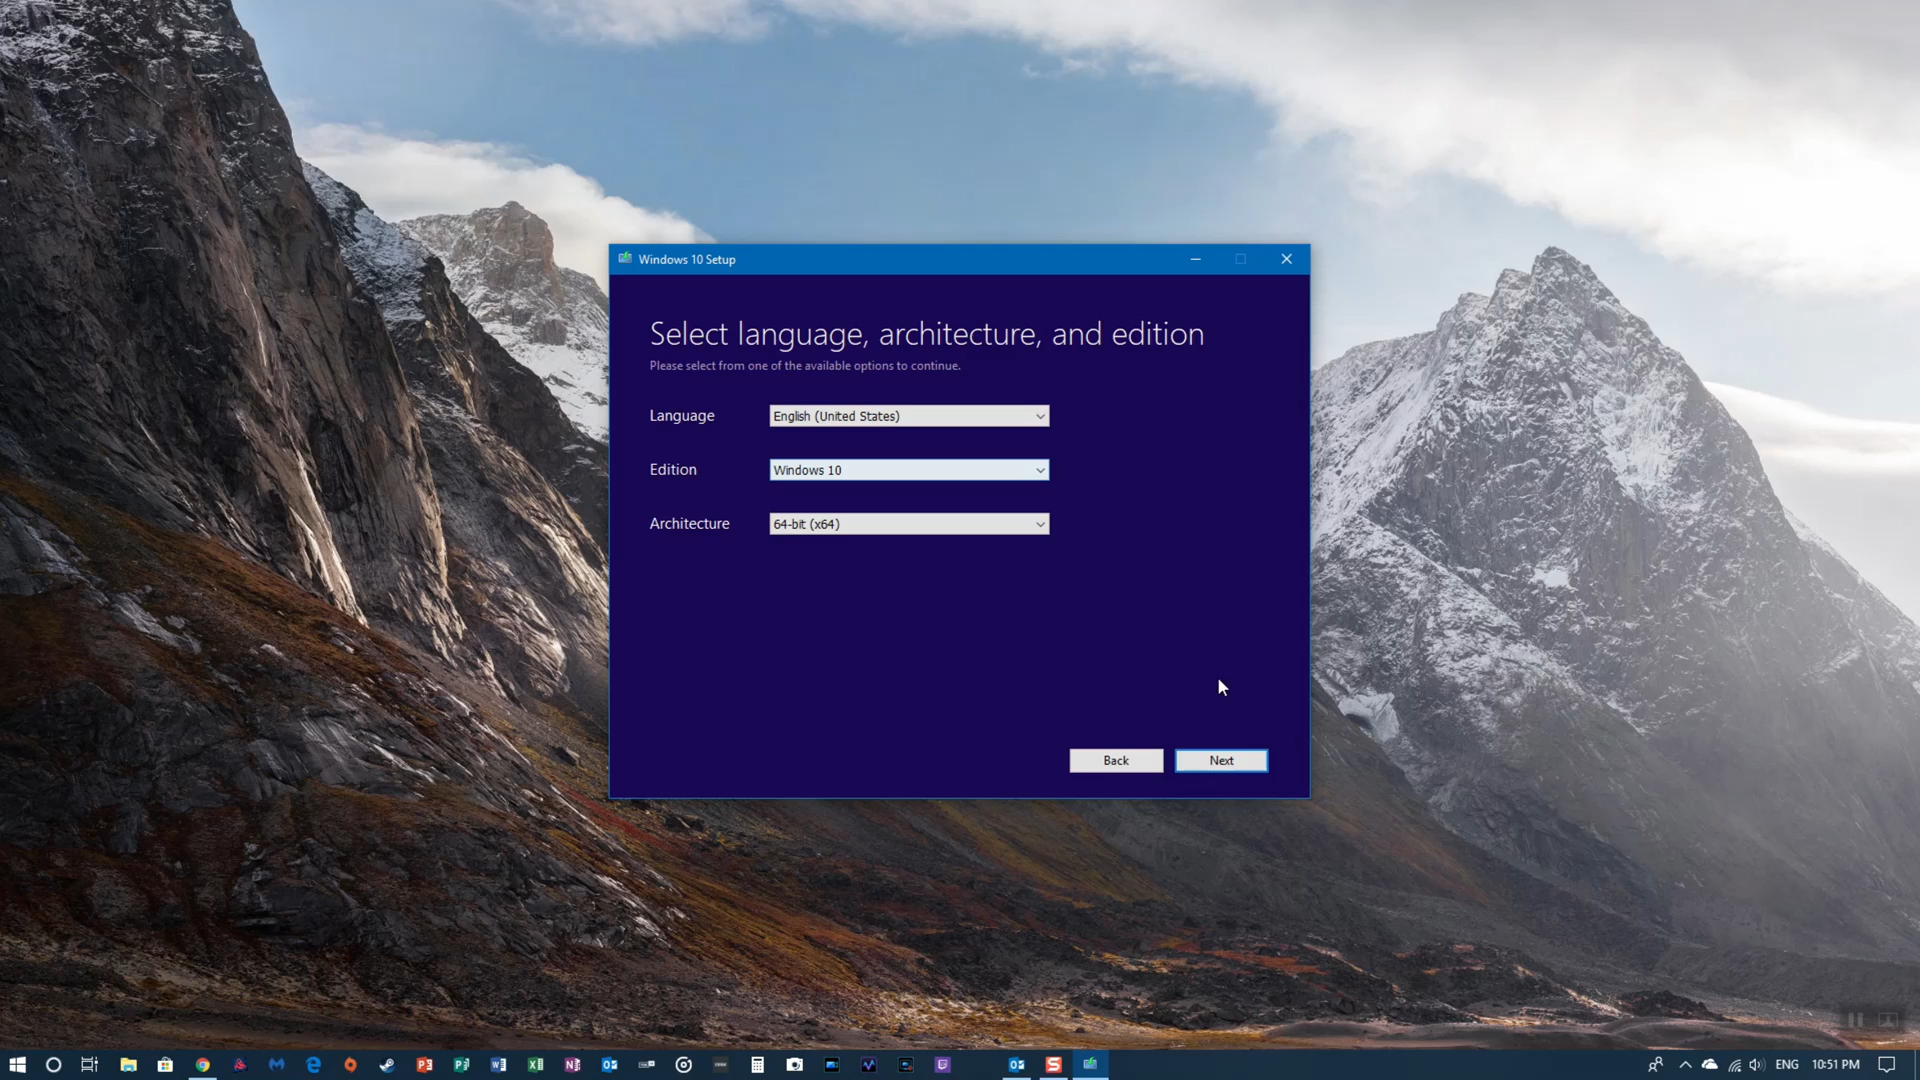 Windows 10 Setup
Select language, architecture, and edition
Please select from one of the available options to continue.
Language English (United States)
Edition Windows 10
Architecture 64-bit (x64)
Back Next
ENG 10:51 PM